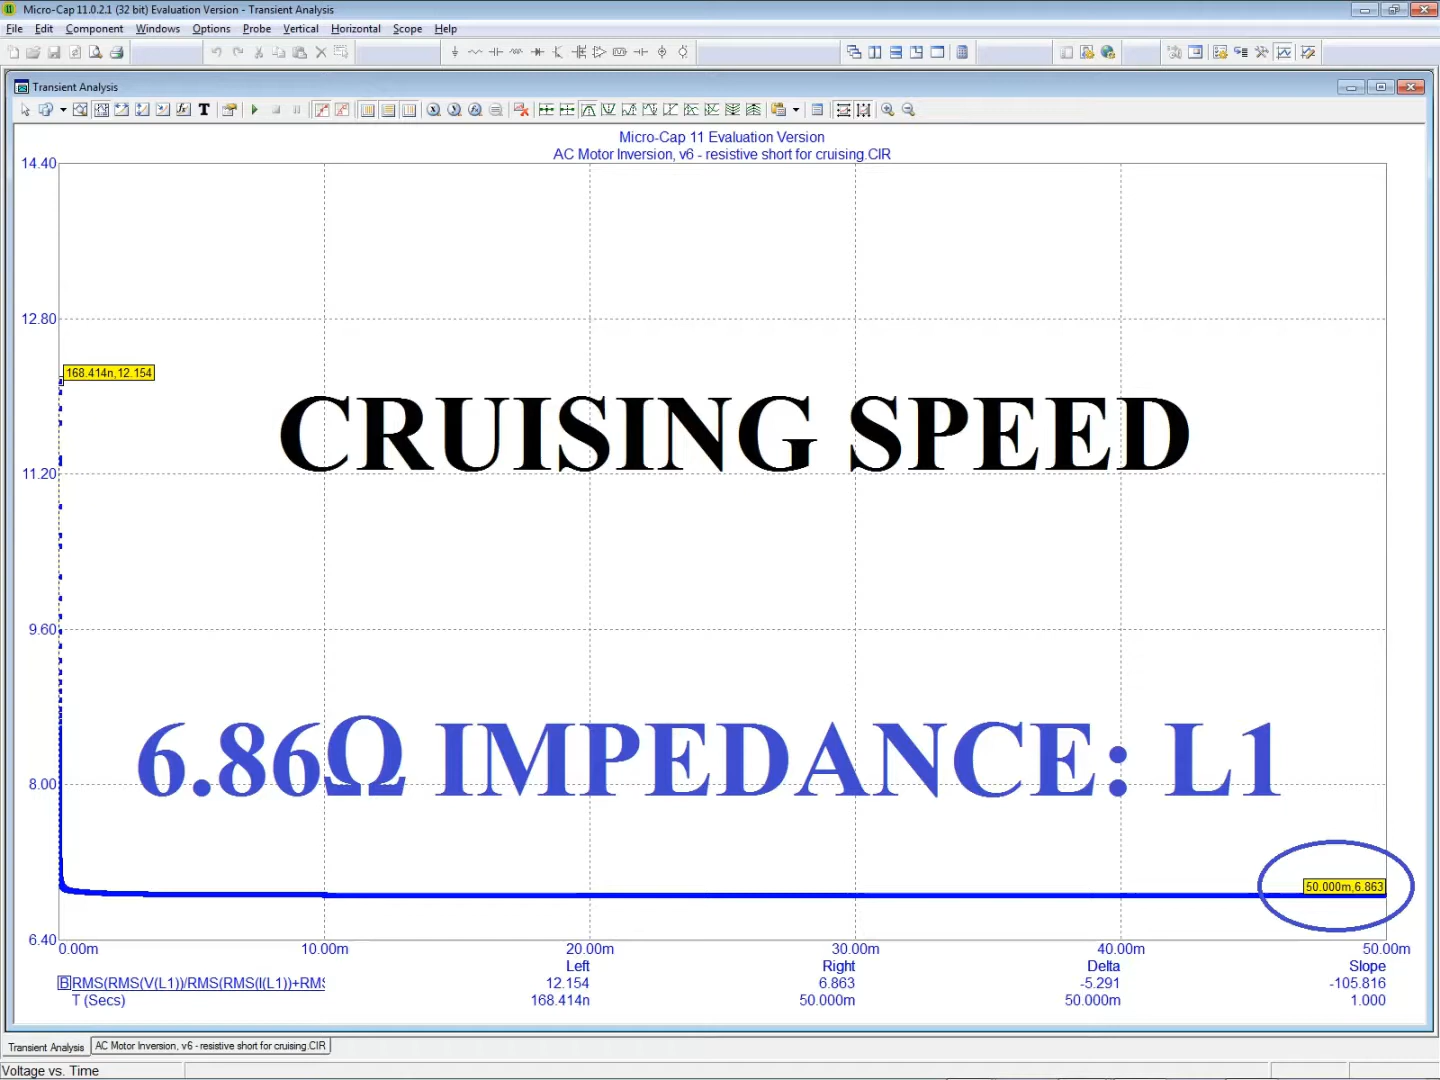 Micro-Cap 11.0.2.1 (32 bit) Evaluation Version - Transient Analysis
File Edit Component Windows Options Probe Vertical Horizontal Scope Help
Transient Analysis
T
Micro-Cap 11 Evaluation Version
AC Motor Inversion, v6 - resistive short for cruising.CIR
14.40
12.80
168.414n,12.154
CRUISING SPEED
11.20
9.60
6.86Ω IMPEDANCE: L1
8.00
50.000m,6.863
6.40
0.00m 10.00m 20.00m 30.00m 40.00m 50.00m
Left Right Delta Slope
B RMS(RMS(V(L1))/RMS(RMS(I(L1))+RMS 12.154 6.863 -5.291 -105.816
T (Secs) 168.414n 50.000m 50.000m 1.000
Transient Analysis AC Motor Inversion, v6 - resistive short for cruising.CIR
Voltage vs. Time